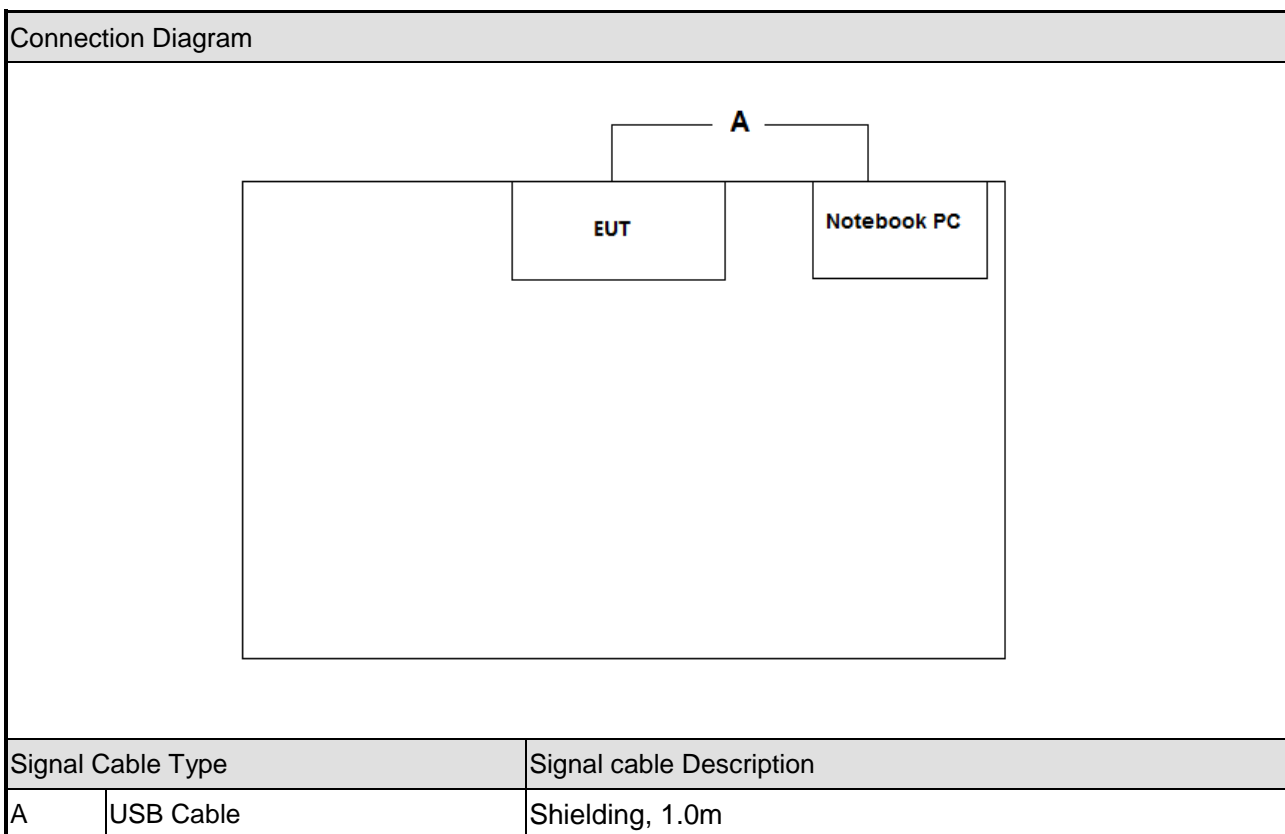 Connection Diagram
A
EUT
Notebook PC
Signal Cable Type Signal cable Description
A USB Cable Shielding, 1.0m